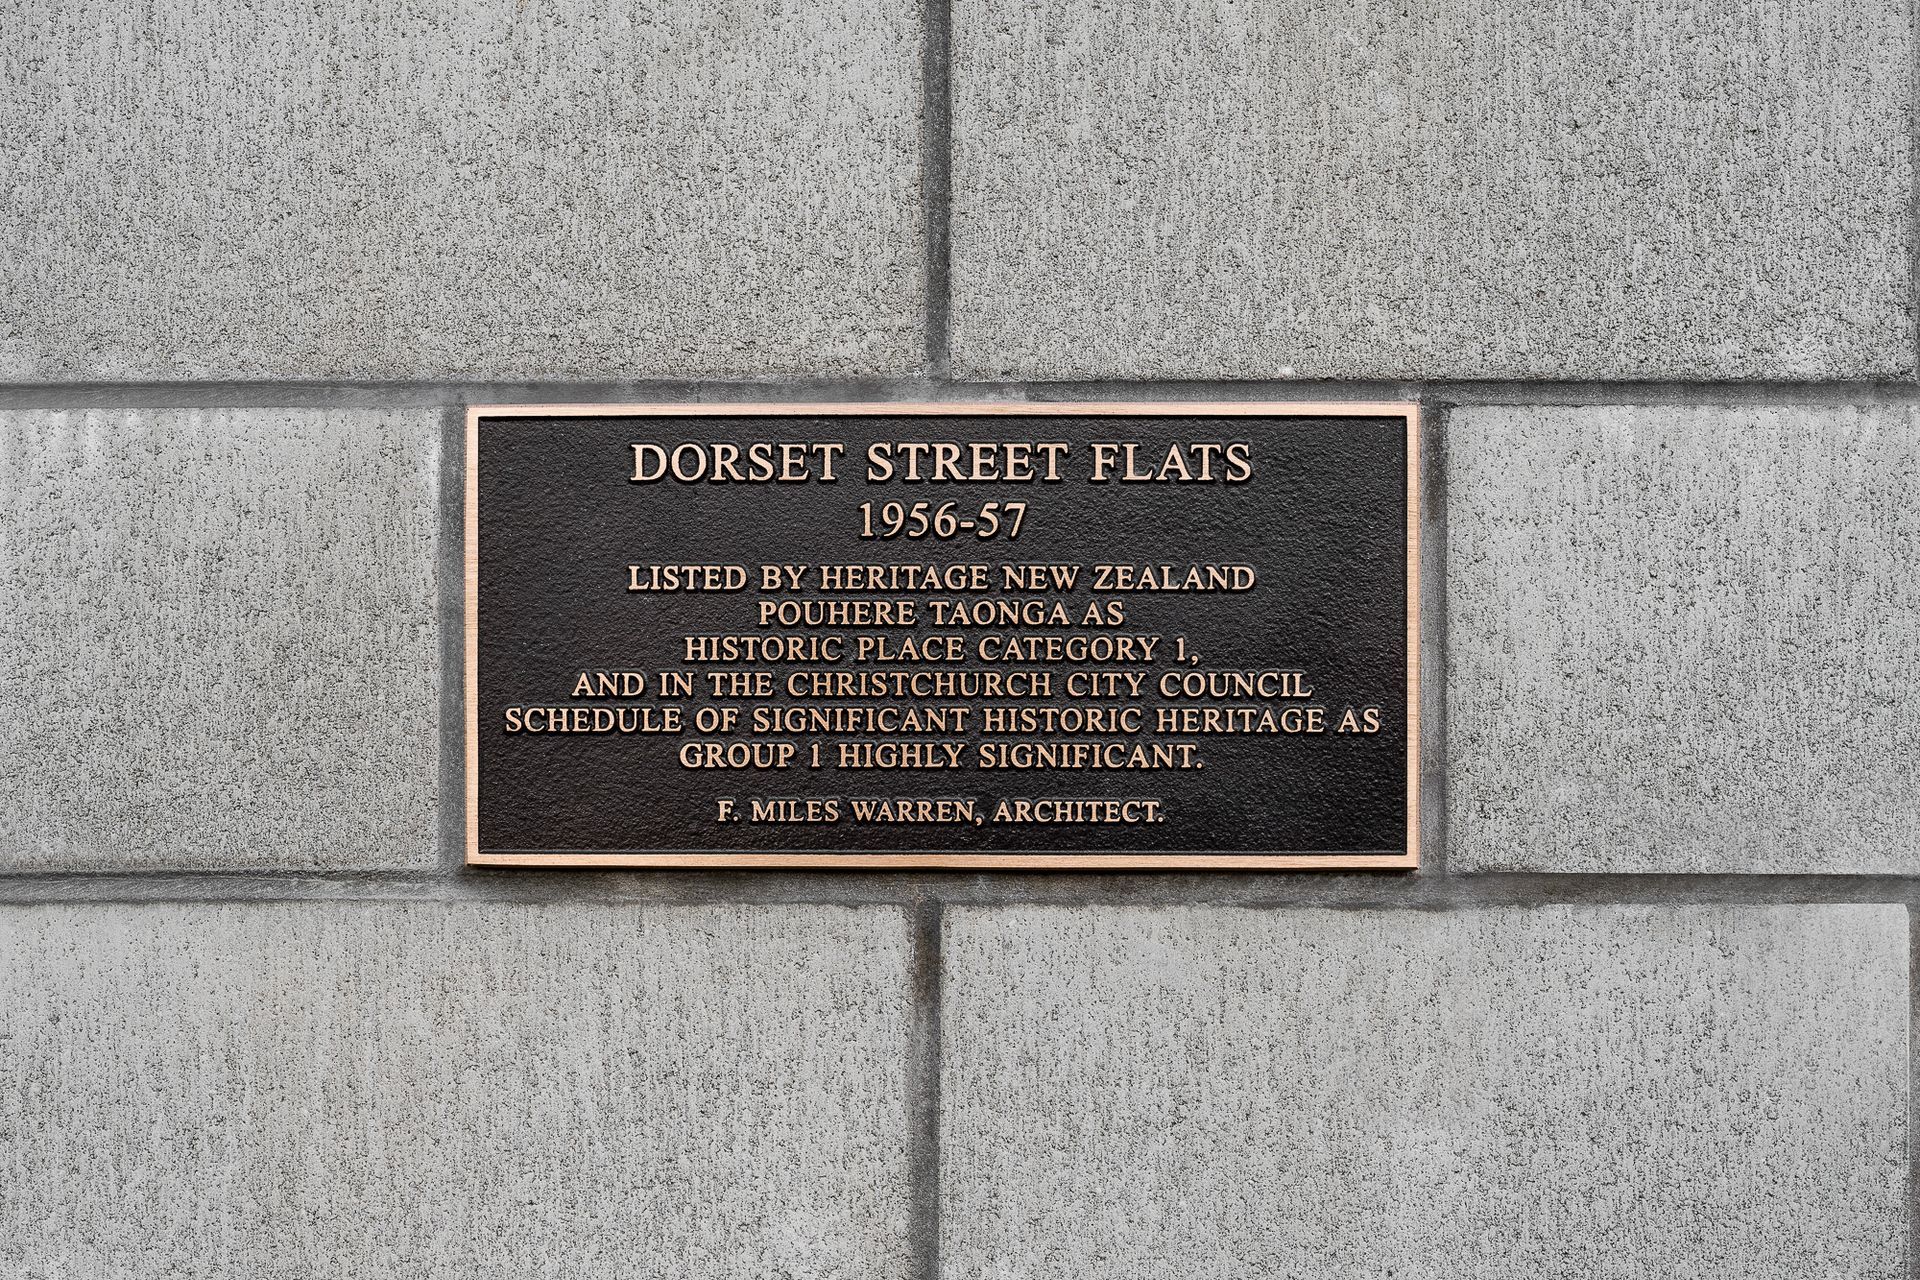 DORSET STREET FLATS
1956-57
LISTED BY HERITAGE NEW ZEALAND
POUHERE TAONGA AS
HISTORIC PLACE CATEGORY 1,
AND IN THE CHRISTCHURCH CITY COUNCIL
SCHEDULE OF SIGNIFICANT HISTORIC HERITAGE AS
GROUP 1 HIGHLY SIGNIFICANT.
F. MILES WARREN, ARCHITECT.